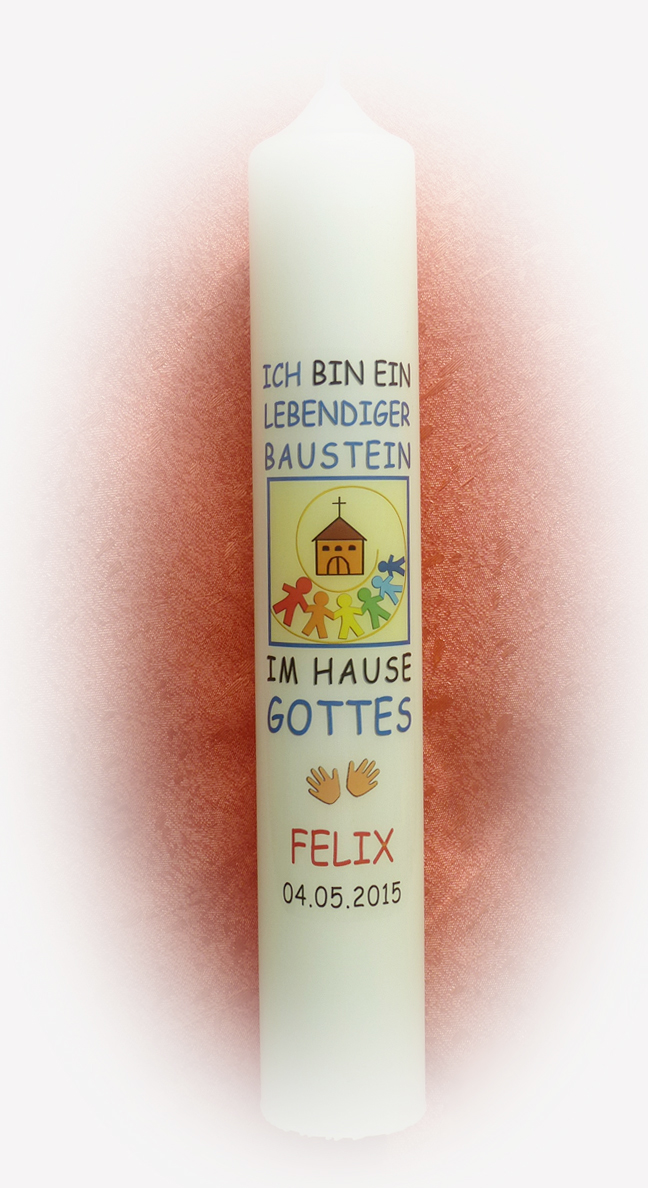 ICH BIN EIN
LEBENDIGER
BAUSTEIN
IM HAUSE
GOTTES
FELIX
04.05.2015